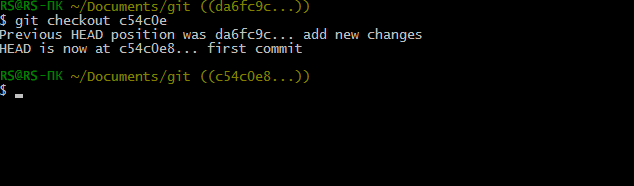 RS@RS-ПК ~/Documents/git ((da6fc9c...))
$ git checkout c54c0e
Previous HEAD position was da6fc9c... add new changes
HEAD is now at c54c0e8... first commit
RS@RS-ПК ~/Documents/git ((c54c0e8...))
$